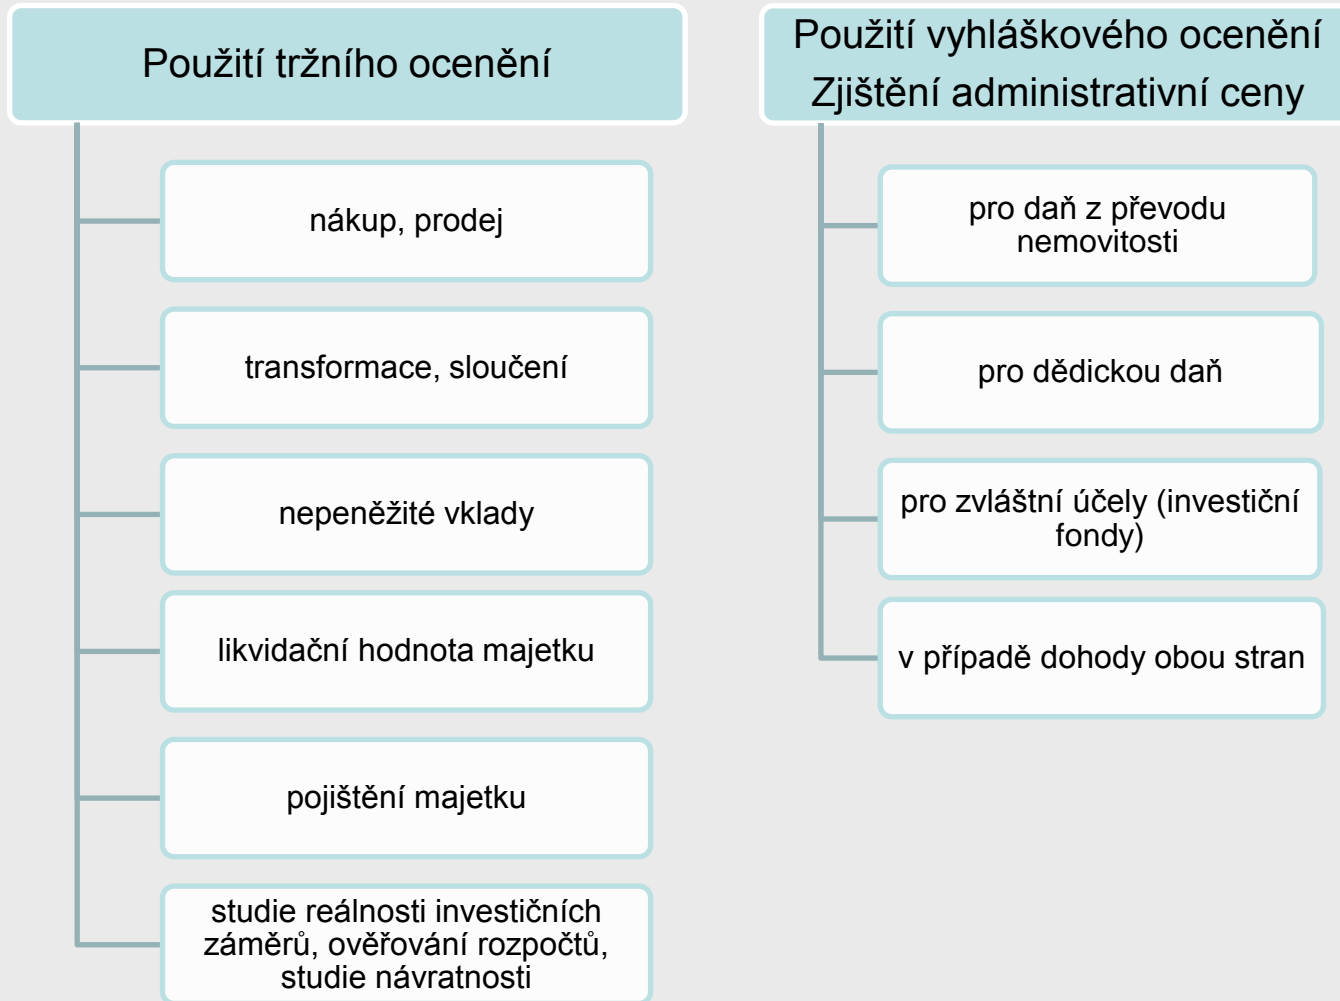 Použití tržního ocenění
nákup, prodej
transformace, sloučení
nepeněžité vklady
likvidační hodnota majetku
pojištění majetku
studie reálnosti investičních
záměrů, ověřování rozpočtů,
studie návratnosti
Použití vyhláškového ocenění
Zjištění administrativní ceny
pro daň z převodu
nemovitosti
pro dědickou daň
pro zvláštní účely (investiční
fondy)
v případě dohody obou stran